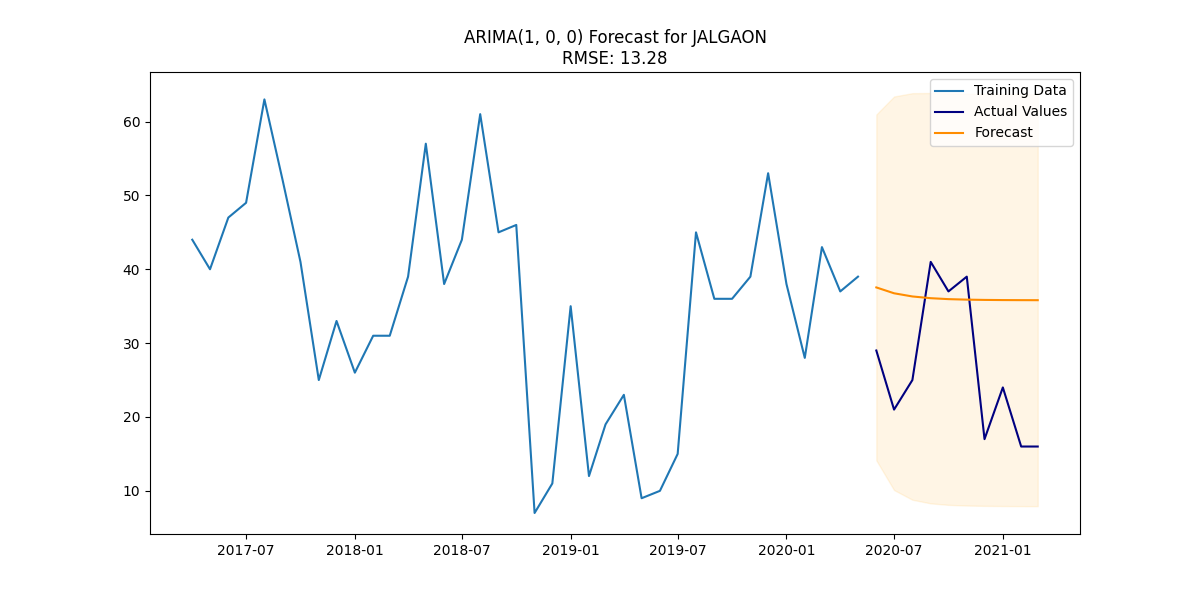 ARIMA(1, 0, 0) Forecast for JALGAON
RMSE: 13.28
Training Data
Actual Values
Forecast
60
50
40
30
20
10
2017-07
2018-01
2018-07
2019-01
2019-07
2020-01
2020-07
2021-01